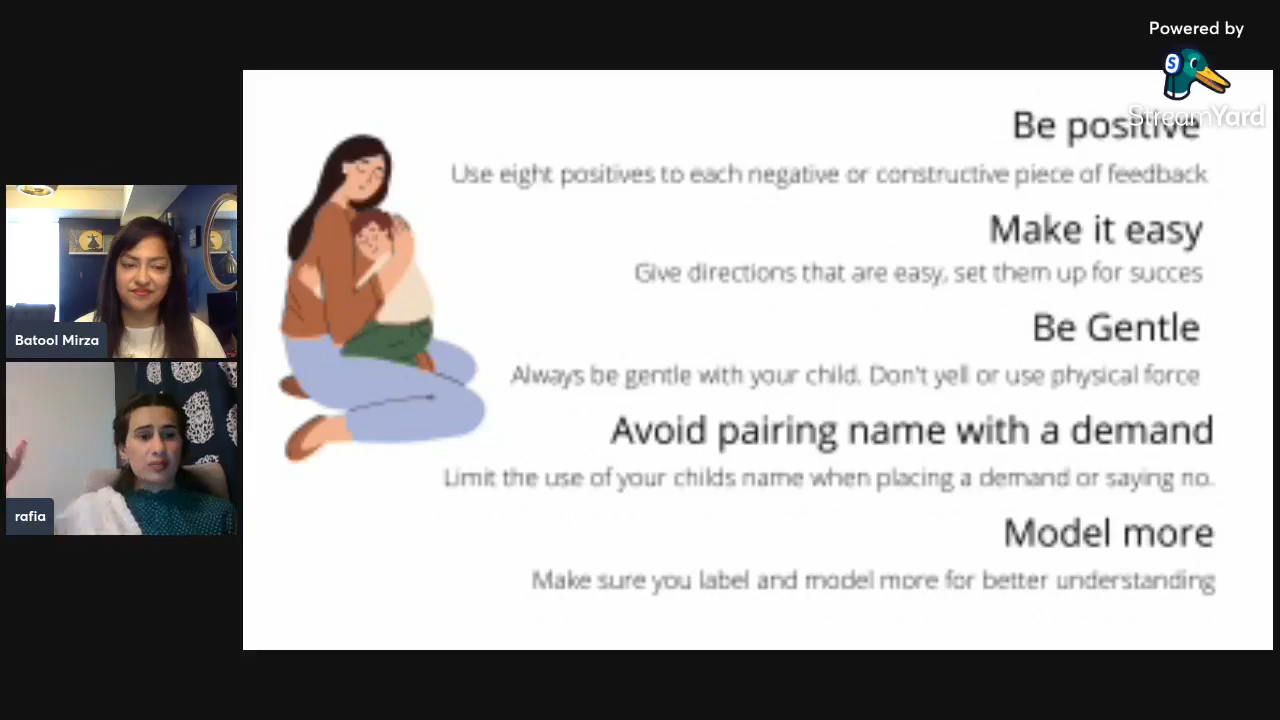 Powered by
StreamYard
Be positive
Use eight positives to each negative or constructive piece of feedback
Make it easy
Give directions that are easy, set them up for succes
Be Gentle
Always be gentle with your child. Don't yell or use physical force
Avoid pairing name with a demand
Limit the use of your childs name when placing a demand or saying no.
Model more
Make sure you label and model more for better understanding
Batool Mirza
rafia